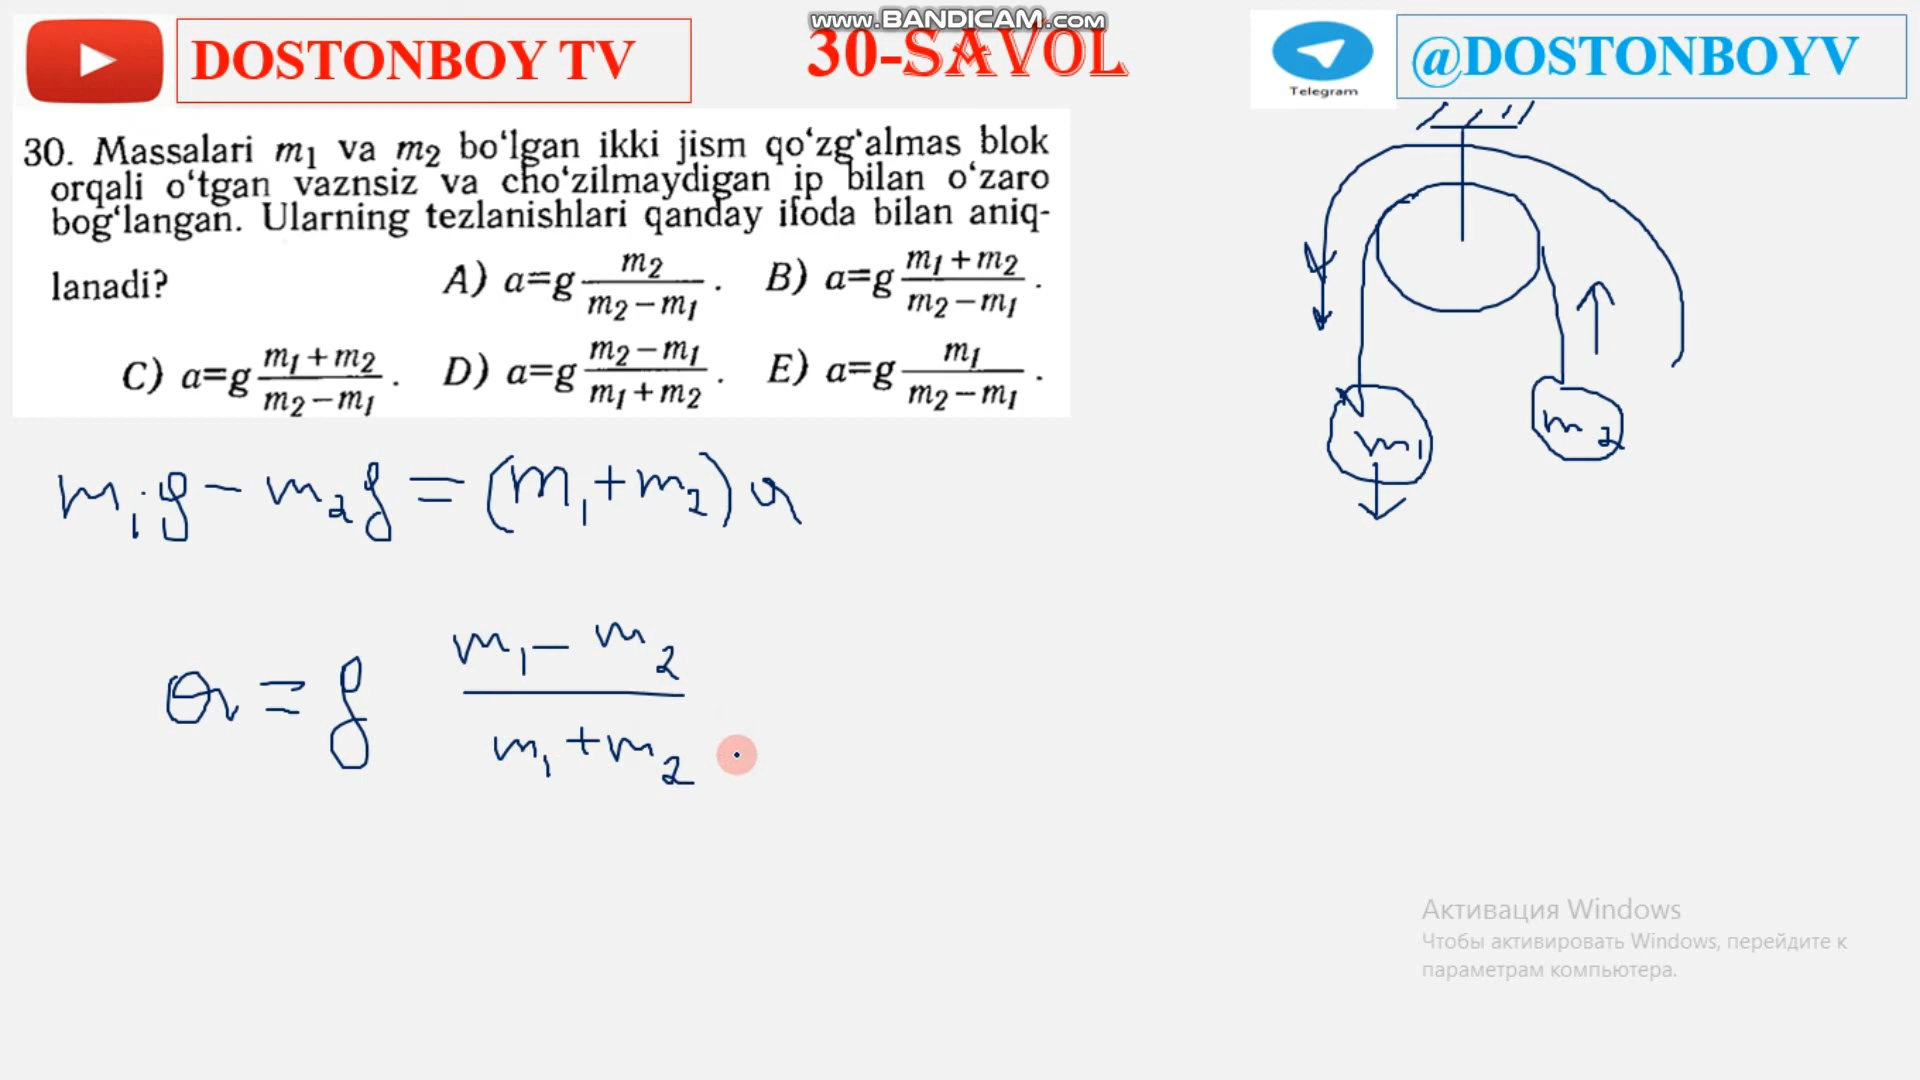 www.BANDICAM.com
DOSTONBOY TV
30-SAVOL
Telegram
@DOSTONBOYV
30. Massalari m₁ va m₂ bo‘lgan ikki jism qo‘zg‘almas blok
orqali o‘tgan vaznsiz va cho‘zilmaydigan ip bilan o‘zaro
bog‘langan. Ularning tezlanishlari qanday ifoda bilan aniq-
lanadi? A) a=g m₂/(m₂−m₁). B) a=g (m₁+m₂)/(m₂−m₁).
C) a=g (m₁+m₂)/(m₂−m₁). D) a=g (m₂−m₁)/(m₁+m₂). E) a=g m₁/(m₂−m₁).
m₁
m₂
m₁g − m₂g = (m₁+m₂)a
a = g (m₁−m₂)/(m₁+m₂)
Активация Windows
Чтобы активировать Windows, перейдите к
параметрам компьютера.